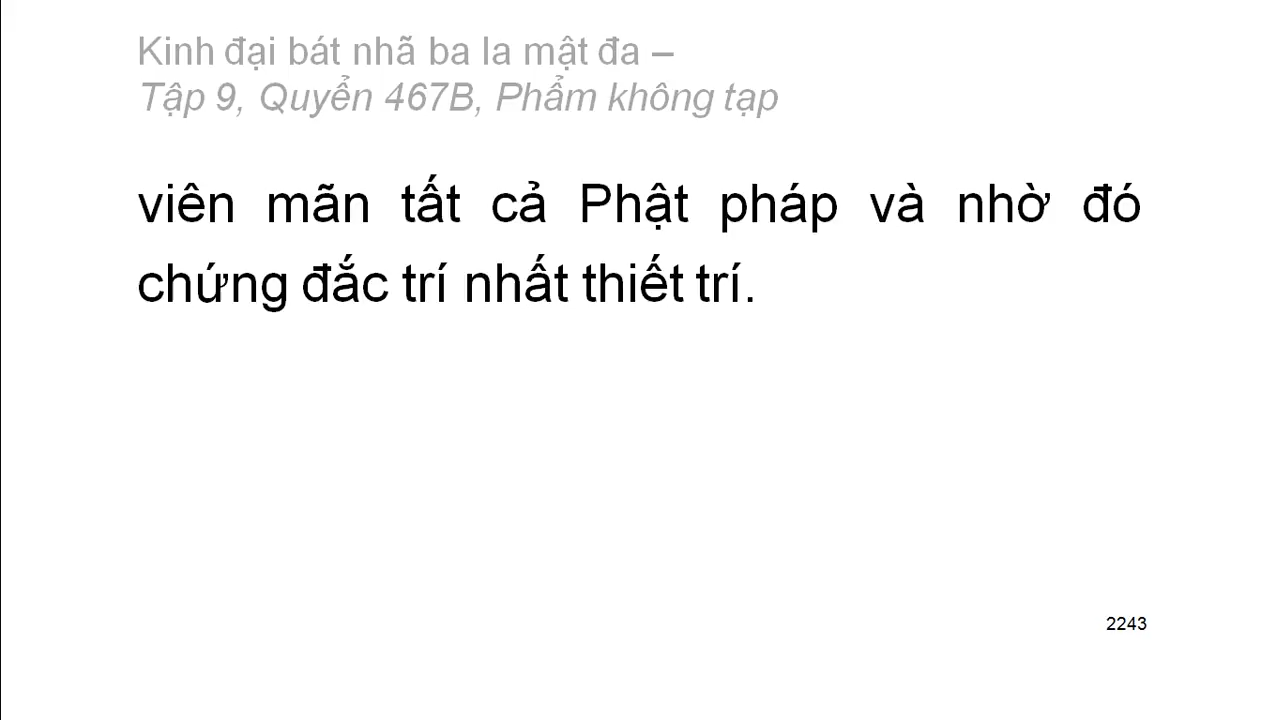 Kinh đại bát nhã ba la mật đa –
Tập 9, Quyển 467B, Phẩm không tạp
viên mãn tất cả Phật pháp và nhờ đó
chứng đắc trí nhất thiết trí.
2243